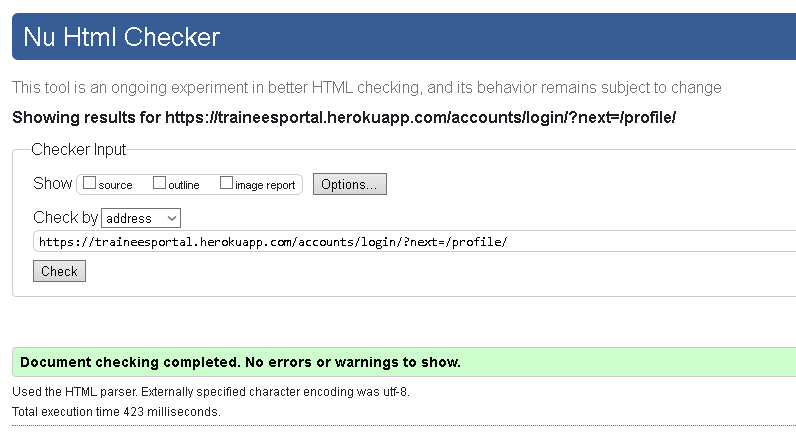 Nu Html Checker
This tool is an ongoing experiment in better HTML checking, and its behavior remains subject to change
Showing results for https://traineesportal.herokuapp.com/accounts/login/?next=/profile/
Checker Input
Show source outline image report Options...
Check by address
https://traineesportal.herokuapp.com/accounts/login/?next=/profile/
Check
Document checking completed. No errors or warnings to show.
Used the HTML parser. Externally specified character encoding was utf-8.
Total execution time 423 milliseconds.